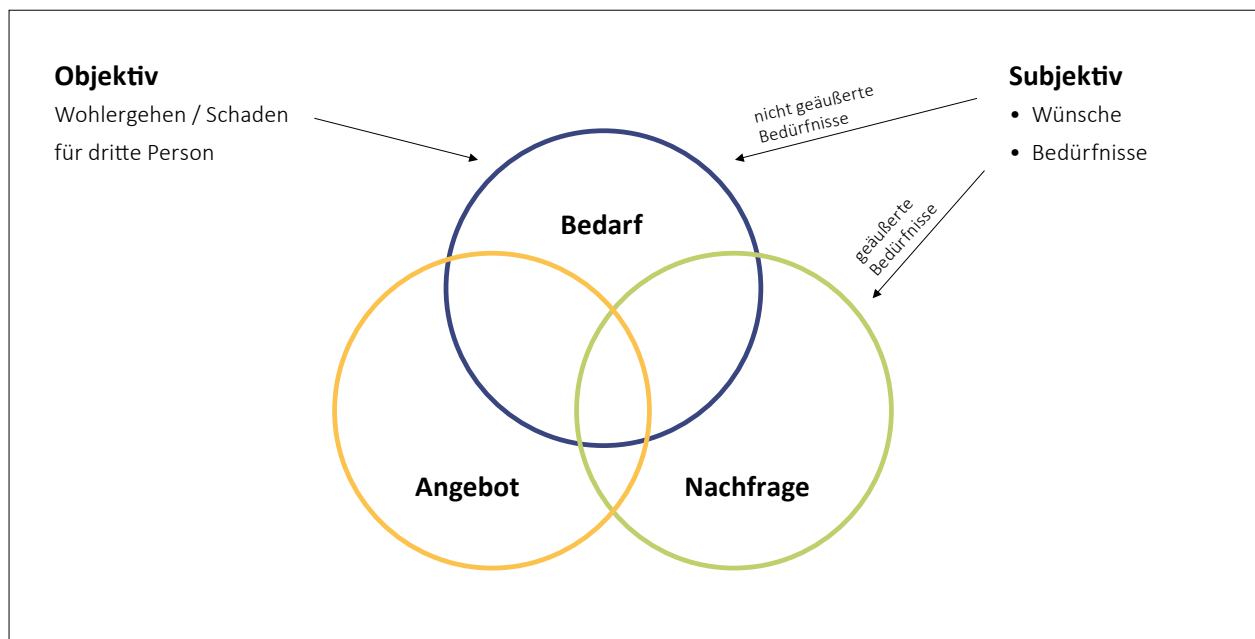 Objektiv
Wohlergehen / Schaden
für dritte Person
nicht geäußerte
Bedürfnisse
Subjektiv
• Wünsche
• Bedürfnisse
geäußerte
Bedürfnisse
Bedarf
Angebot
Nachfrage